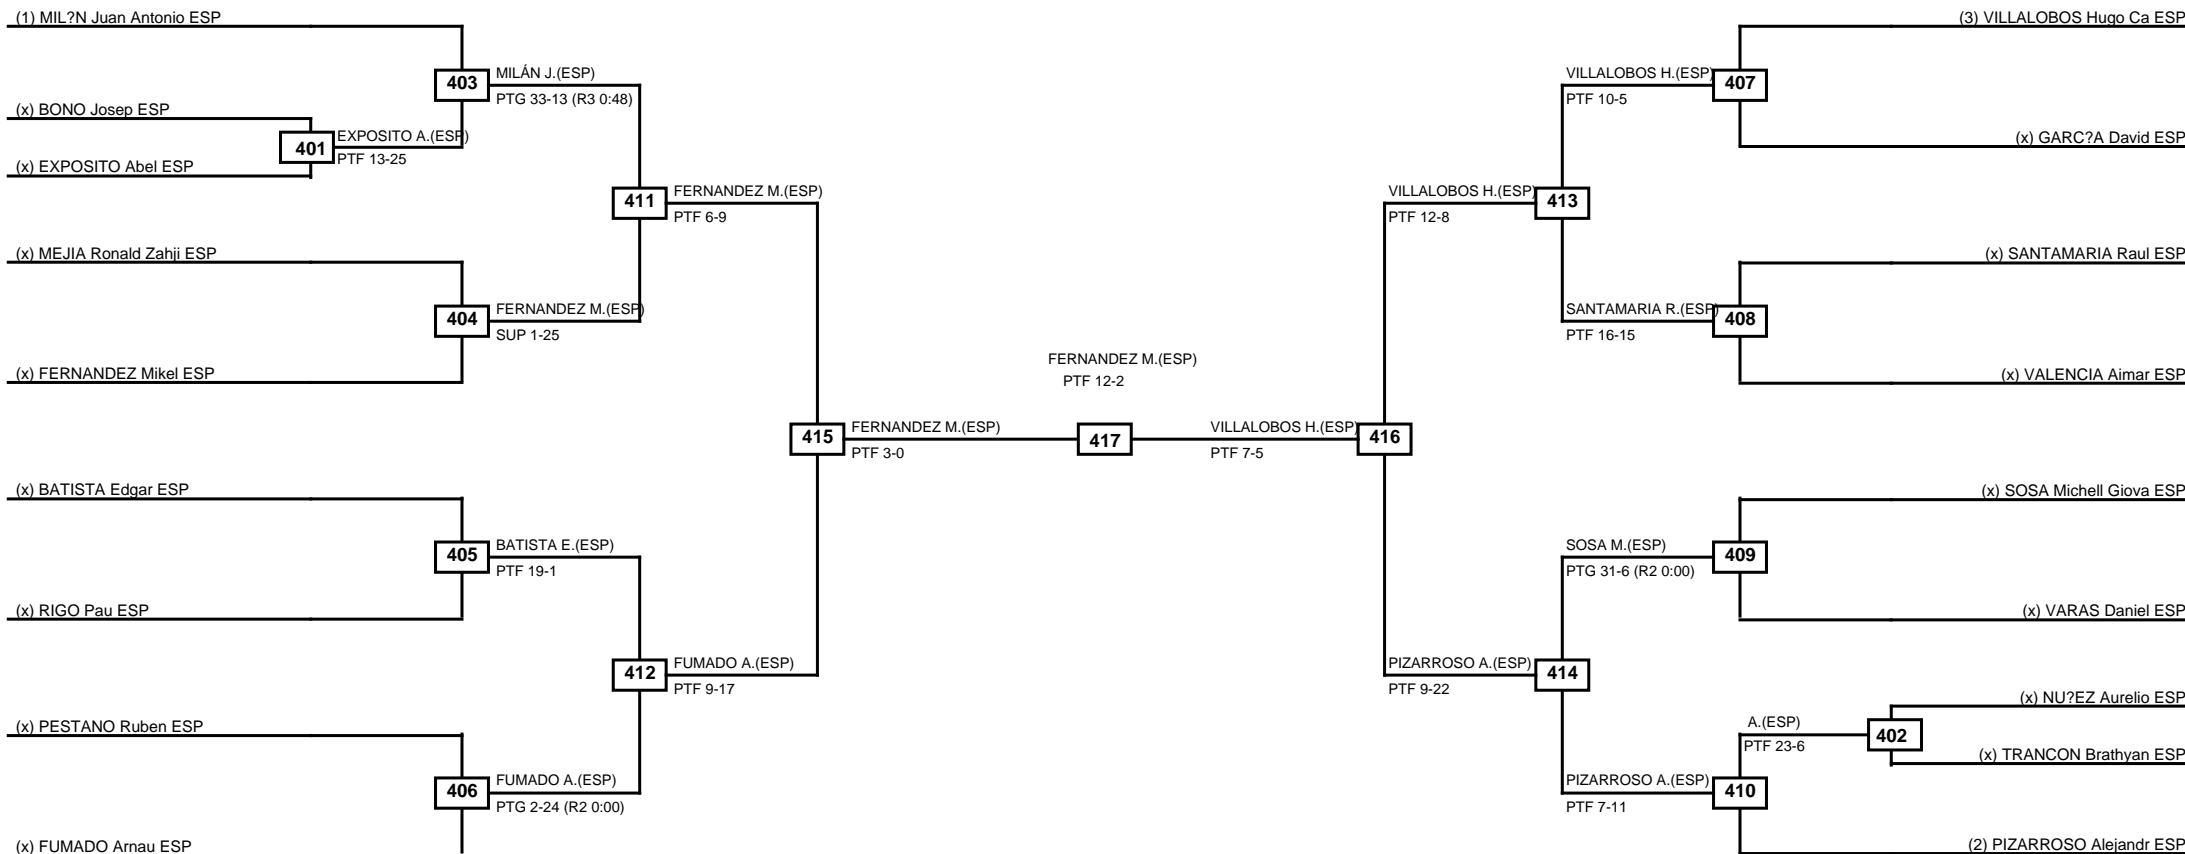 (1) MIL?N Juan Antonio ESP
(x) BONO Josep ESP
(x) EXPOSITO Abel ESP
(x) MEJIA Ronald Zahji ESP
(x) FERNANDEZ Mikel ESP
(x) BATISTA Edgar ESP
(x) RIGO Pau ESP
(x) PESTANO Ruben ESP
(x) FUMADO Arnau ESP
401
EXPOSITO A.(ESP)
PTF 13-25
403
MILÁN J.(ESP)
PTG 33-13 (R3 0:48)
404
FERNANDEZ M.(ESP)
SUP 1-25
405
BATISTA E.(ESP)
PTF 19-1
406
FUMADO A.(ESP)
PTG 2-24 (R2 0:00)
411
FERNANDEZ M.(ESP)
PTF 6-9
412
FUMADO A.(ESP)
PTF 9-17
415
FERNANDEZ M.(ESP)
PTF 3-0
FERNANDEZ M.(ESP)
PTF 12-2
417
VILLALOBOS H.(ESP)
PTF 7-5
416
VILLALOBOS H.(ESP)
PTF 12-8
413
PIZARROSO A.(ESP)
PTF 9-22
414
VILLALOBOS H.(ESP)
PTF 10-5
407
SANTAMARIA R.(ESP)
PTF 16-15
408
SOSA M.(ESP)
PTG 31-6 (R2 0:00)
409
PIZARROSO A.(ESP)
PTF 7-11
410
A.(ESP)
PTF 23-6
402
(3) VILLALOBOS Hugo Ca ESP
(x) GARC?A David ESP
(x) SANTAMARIA Raul ESP
(x) VALENCIA Aimar ESP
(x) SOSA Michell Giova ESP
(x) VARAS Daniel ESP
(x) NU?EZ Aurelio ESP
(x) TRANCON Brathyan ESP
(2) PIZARROSO Alejandr ESP